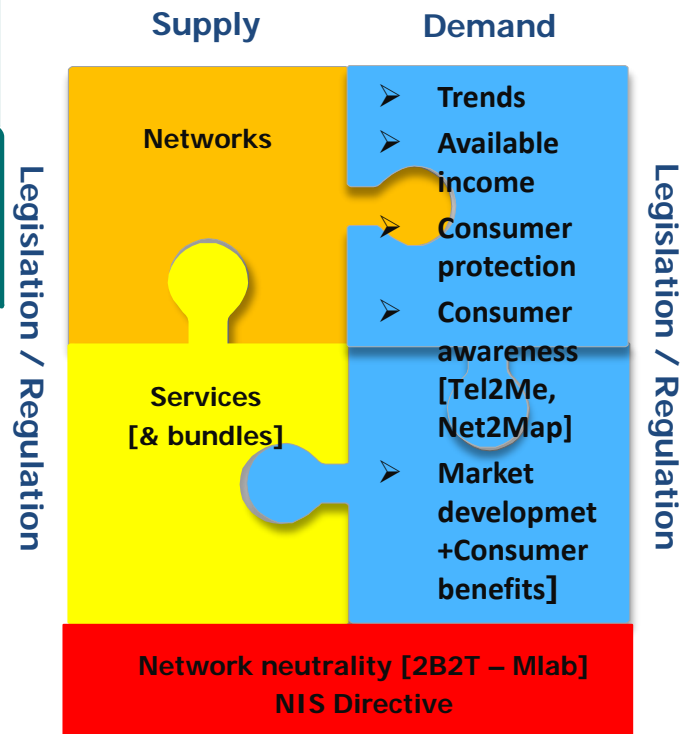 Supply
Demand
Legislation / Regulation
Networks
Services
[& bundles]
➢ Trends
➢ Available
income
➢ Consumer
protection
➢ Consumer
awareness
[Tel2Me,
Net2Map]
➢ Market
developmet
+Consumer
benefits]
Legislation / Regulation
Network neutrality [2B2T – Mlab]
NIS Directive